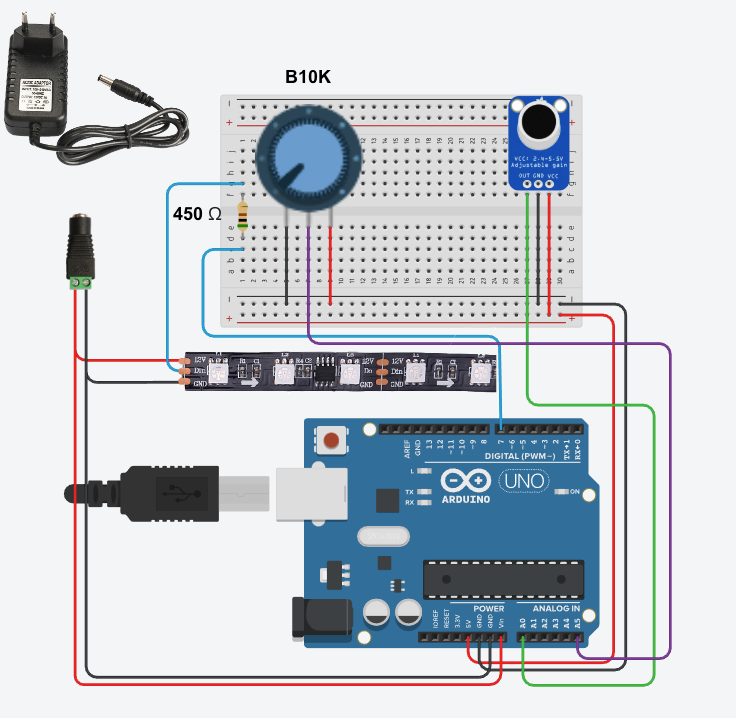 B10K
450 Ω
VCC: 2-4-5-5V
Adjustable gain
OUT GND VCC
12V
Din
GND
12V
Do
GND
12V
Din
GND
AREF
GND
13
12
~11
~10
~9
8
7
~6
~5
4
~3
2
TX→1
RX←0
DIGITAL (PWM~)
L
TX
RX
ARDUINO
UNO
ON
POWER
ANALOG IN
IOREF
RESET
3.3V
5V
GND
GND
Vin
A0
A1
A2
A3
A4
A5